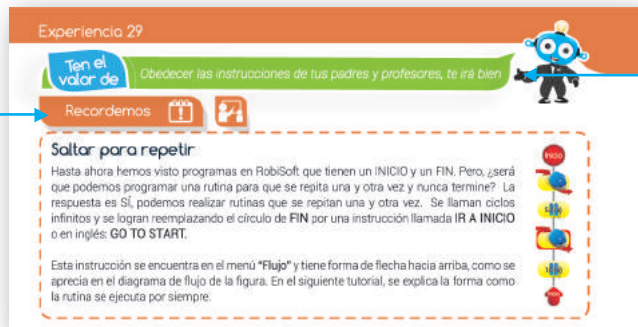 Experiencia 29
Ten el
valor de
Obedecer las instrucciones de tus padres y profesores, te irá bien
Recordemos
Saltar para repetir
Hasta ahora hemos visto programas en RobiSoft que tienen un INICIO y un FIN. Pero, ¿será
que podemos programar una rutina para que se repita una y otra vez y nunca termine? La
respuesta es SÍ, podemos realizar rutinas que se repitan una y otra vez. Se llaman ciclos
infinitos y se logran reemplazando el círculo de FIN por una instrucción llamada IR A INICIO
o en inglés: GO TO START.
Esta instrucción se encuentra en el menú "Flujo" y tiene forma de flecha hacia arriba, como se
aprecia en el diagrama de flujo de la figura. En el siguiente tutorial, se explica la forma como
la rutina se ejecuta por siempre.
Inicio